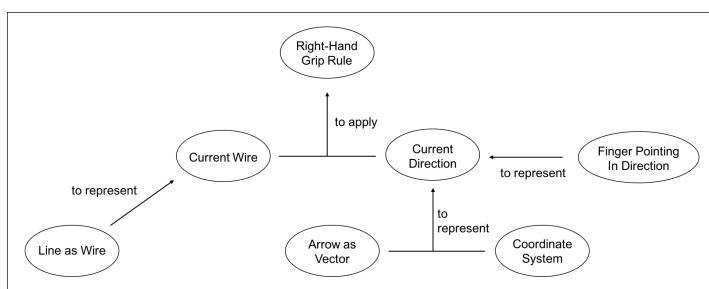 Right-Hand
Grip Rule
to apply
Current Wire
Current
Direction
Finger Pointing
In Direction
to represent
to represent
to
represent
Line as Wire
Arrow as
Vector
Coordinate
System